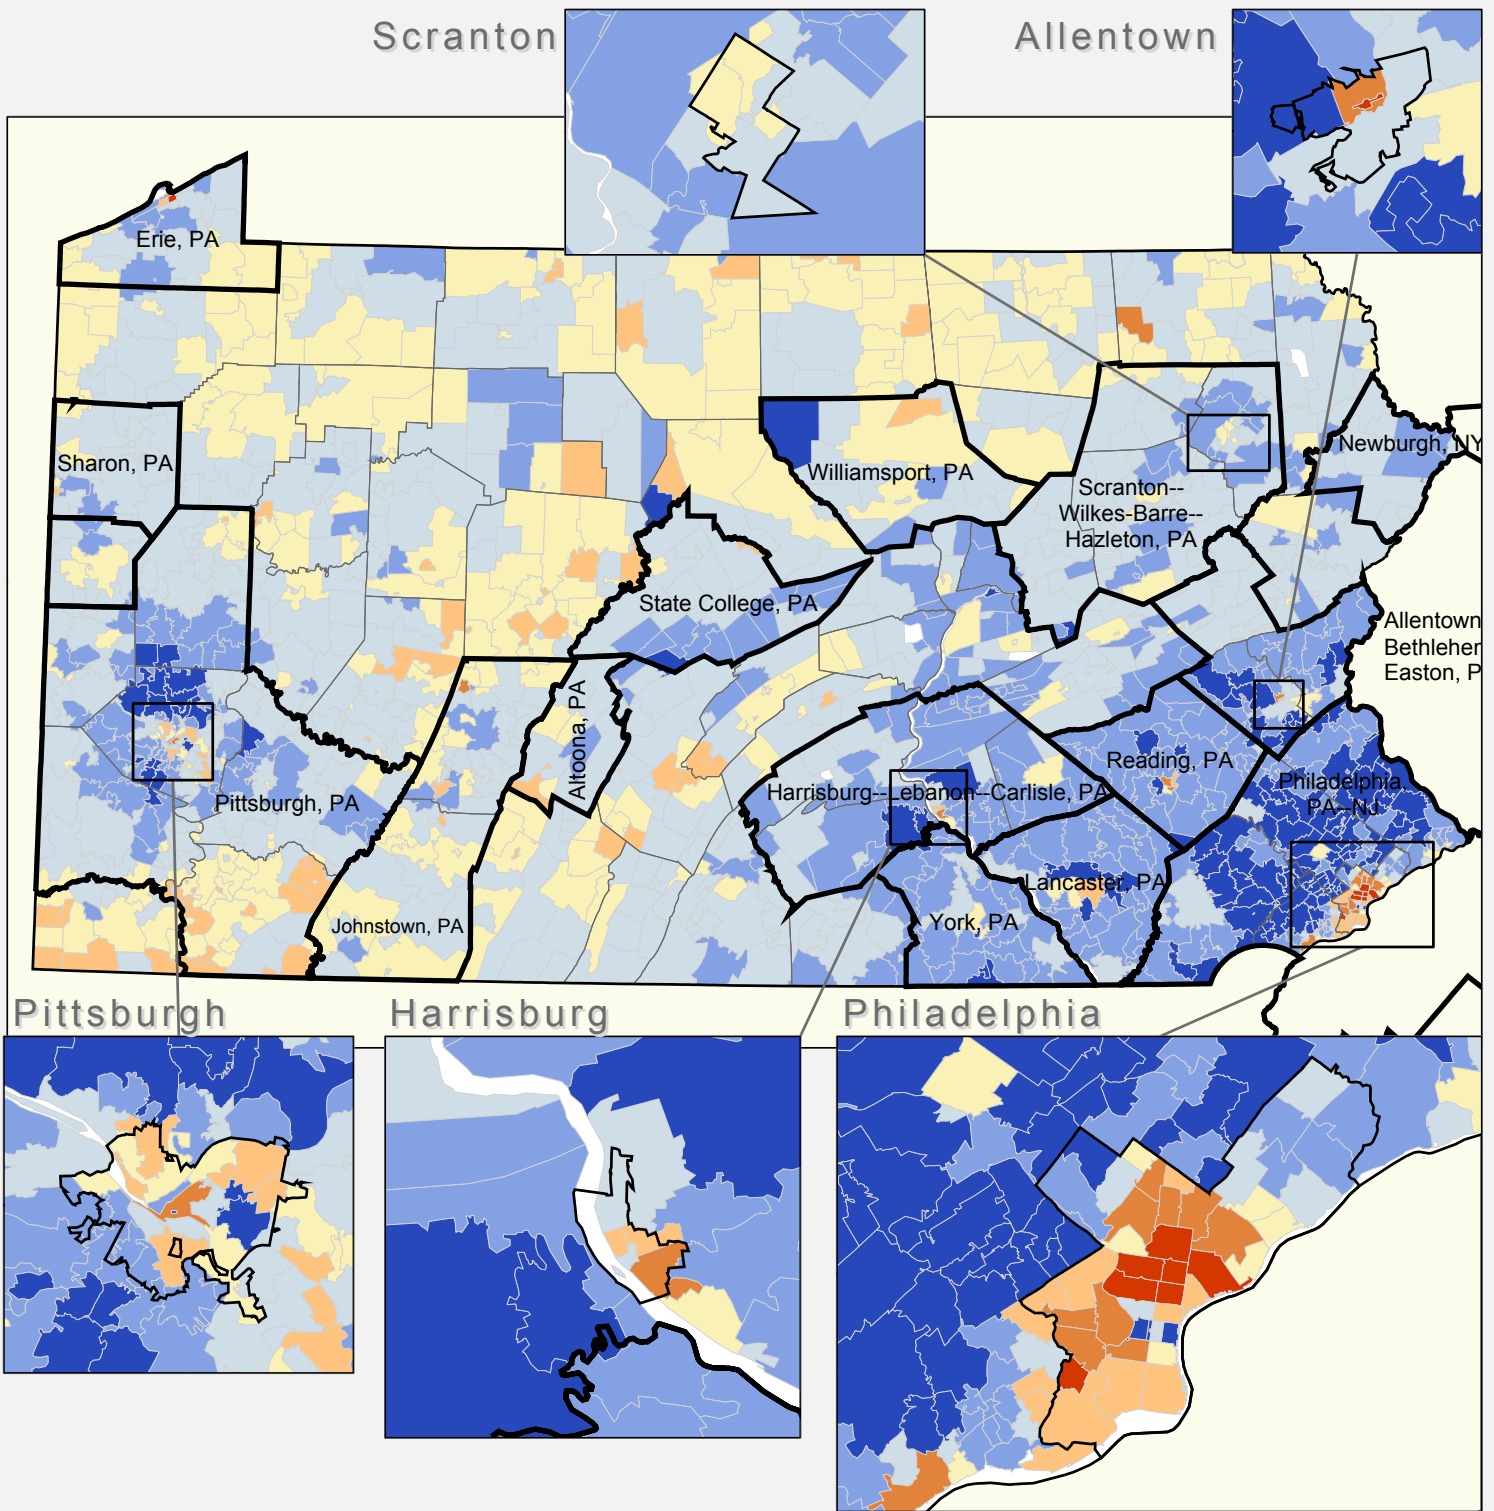 Scranton
Allentown
Erie, PA
Sharon, PA
Williamsport, PA
Newburgh, NY
Scranton--
Wilkes-Barre--
Hazleton, PA
State College, PA
Allentown
Bethlehem
Easton, P
Altoona, PA
Reading, PA
Pittsburgh, PA
Harrisburg--Lebanon--Carlisle, PA
Philadelphia,
PA--NJ
Lancaster, PA
Johnstown, PA
York, PA
Pittsburgh
Harrisburg
Philadelphia